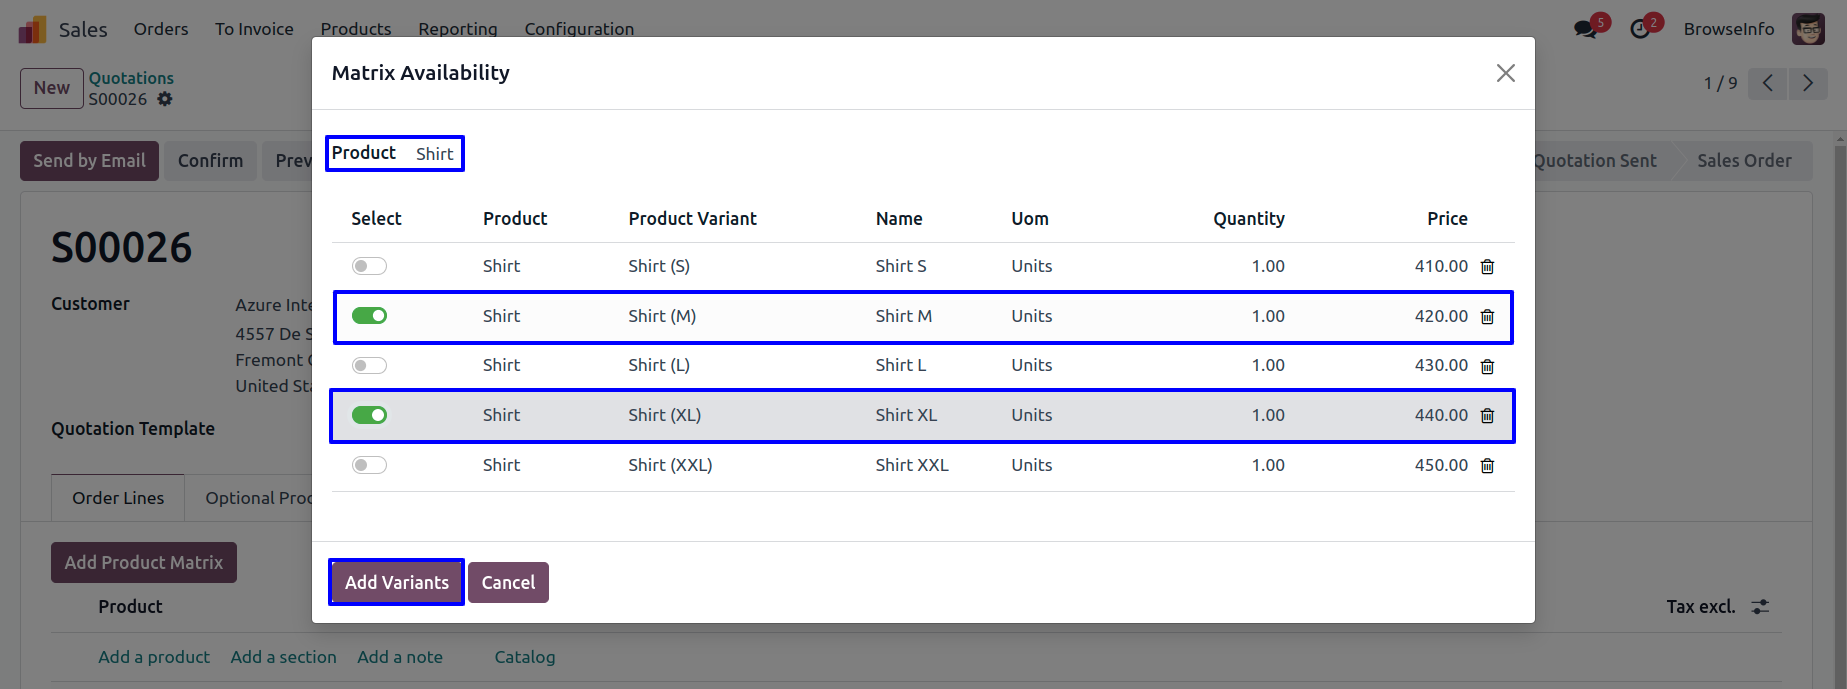 Sales Orders To Invoice Products Reporting Configuration 5 2 BrowseInfo
New Quotations
S00026
1 / 9
Matrix Availability
Send by Email Confirm Quotation Sent Sales Order
Product Shirt
Select Product Product Variant Name Uom Quantity Price
Shirt Shirt (S) Shirt S Units 1.00 410.00
Shirt Shirt (M) Shirt M Units 1.00 420.00
Shirt Shirt (L) Shirt L Units 1.00 430.00
Shirt Shirt (XL) Shirt XL Units 1.00 440.00
Shirt Shirt (XXL) Shirt XXL Units 1.00 450.00
Add Variants Cancel
S00026
Customer Azure
4557 De
Fremont
United
Quotation Template
Order Lines Optional
Add Product Matrix
Product Tax excl.
Add a product Add a section Add a note Catalog